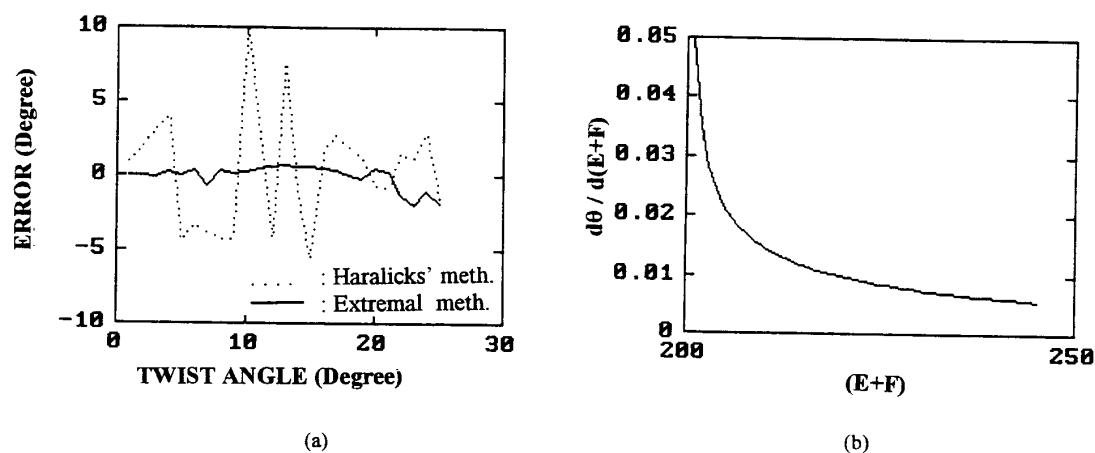 10
5
0
-5
-10
ERROR (Degree)
: Haralicks' meth.
: Extremal meth.
0 10 20 30
TWIST ANGLE (Degree)
(a)
0.05
0.04
0.03
0.02
0.01
0
dθ / d(E+F)
200 250
(E+F)
(b)